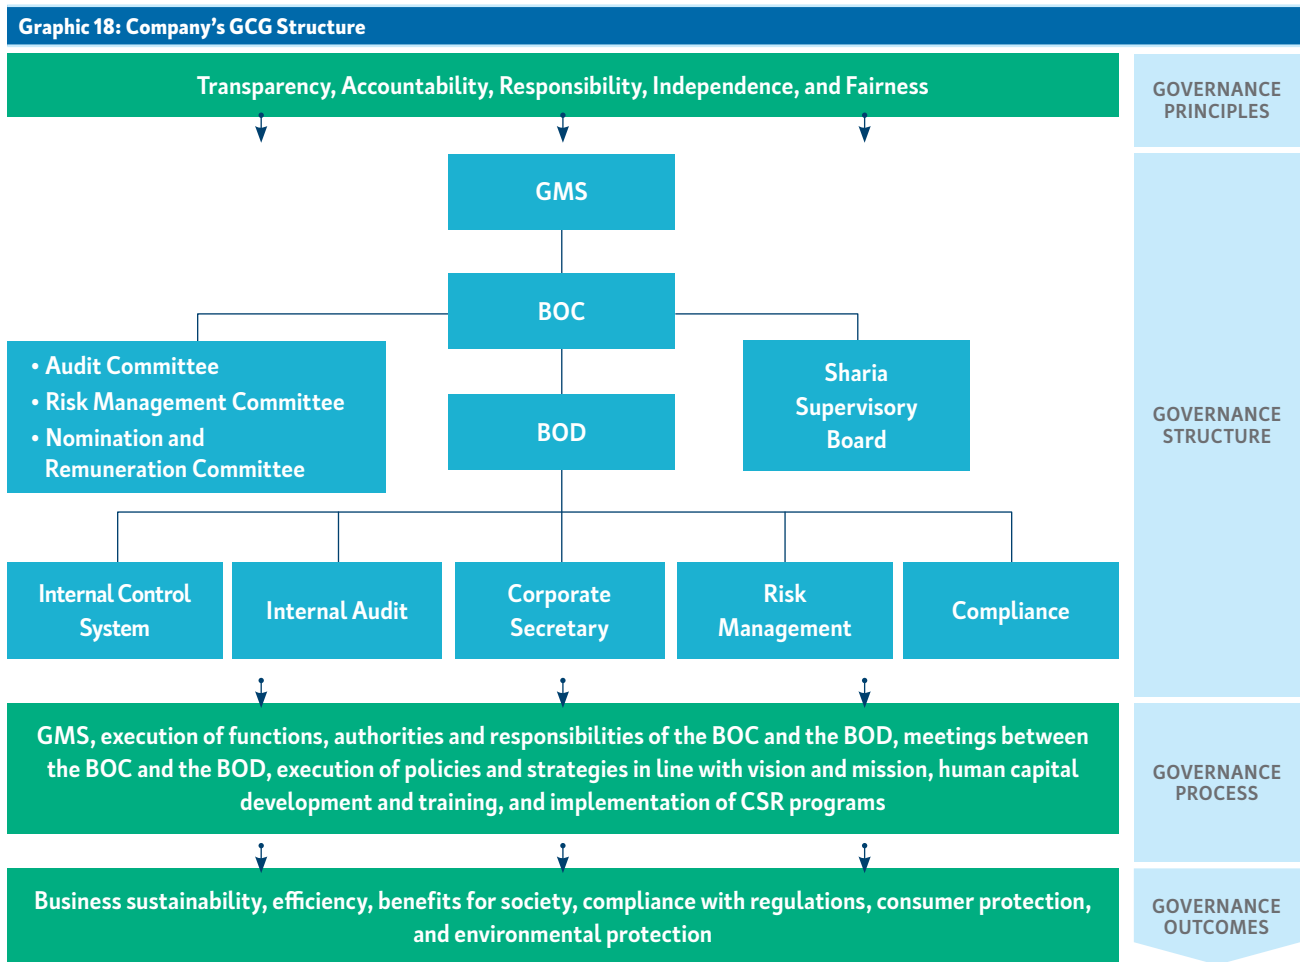 Graphic 18: Company's GCG Structure
Transparency, Accountability, Responsibility, Independence, and Fairness
GOVERNANCE
PRINCIPLES
GMS
BOC
• Audit Committee
• Risk Management Committee
• Nomination and
Remuneration Committee
BOD
Sharia
Supervisory
Board
GOVERNANCE
STRUCTURE
Internal Control
System
Internal Audit
Corporate
Secretary
Risk
Management
Compliance
GMS, execution of functions, authorities and responsibilities of the BOC and the BOD, meetings between
the BOC and the BOD, execution of policies and strategies in line with vision and mission, human capital
development and training, and implementation of CSR programs
GOVERNANCE
PROCESS
Business sustainability, efficiency, benefits for society, compliance with regulations, consumer protection,
and environmental protection
GOVERNANCE
OUTCOMES